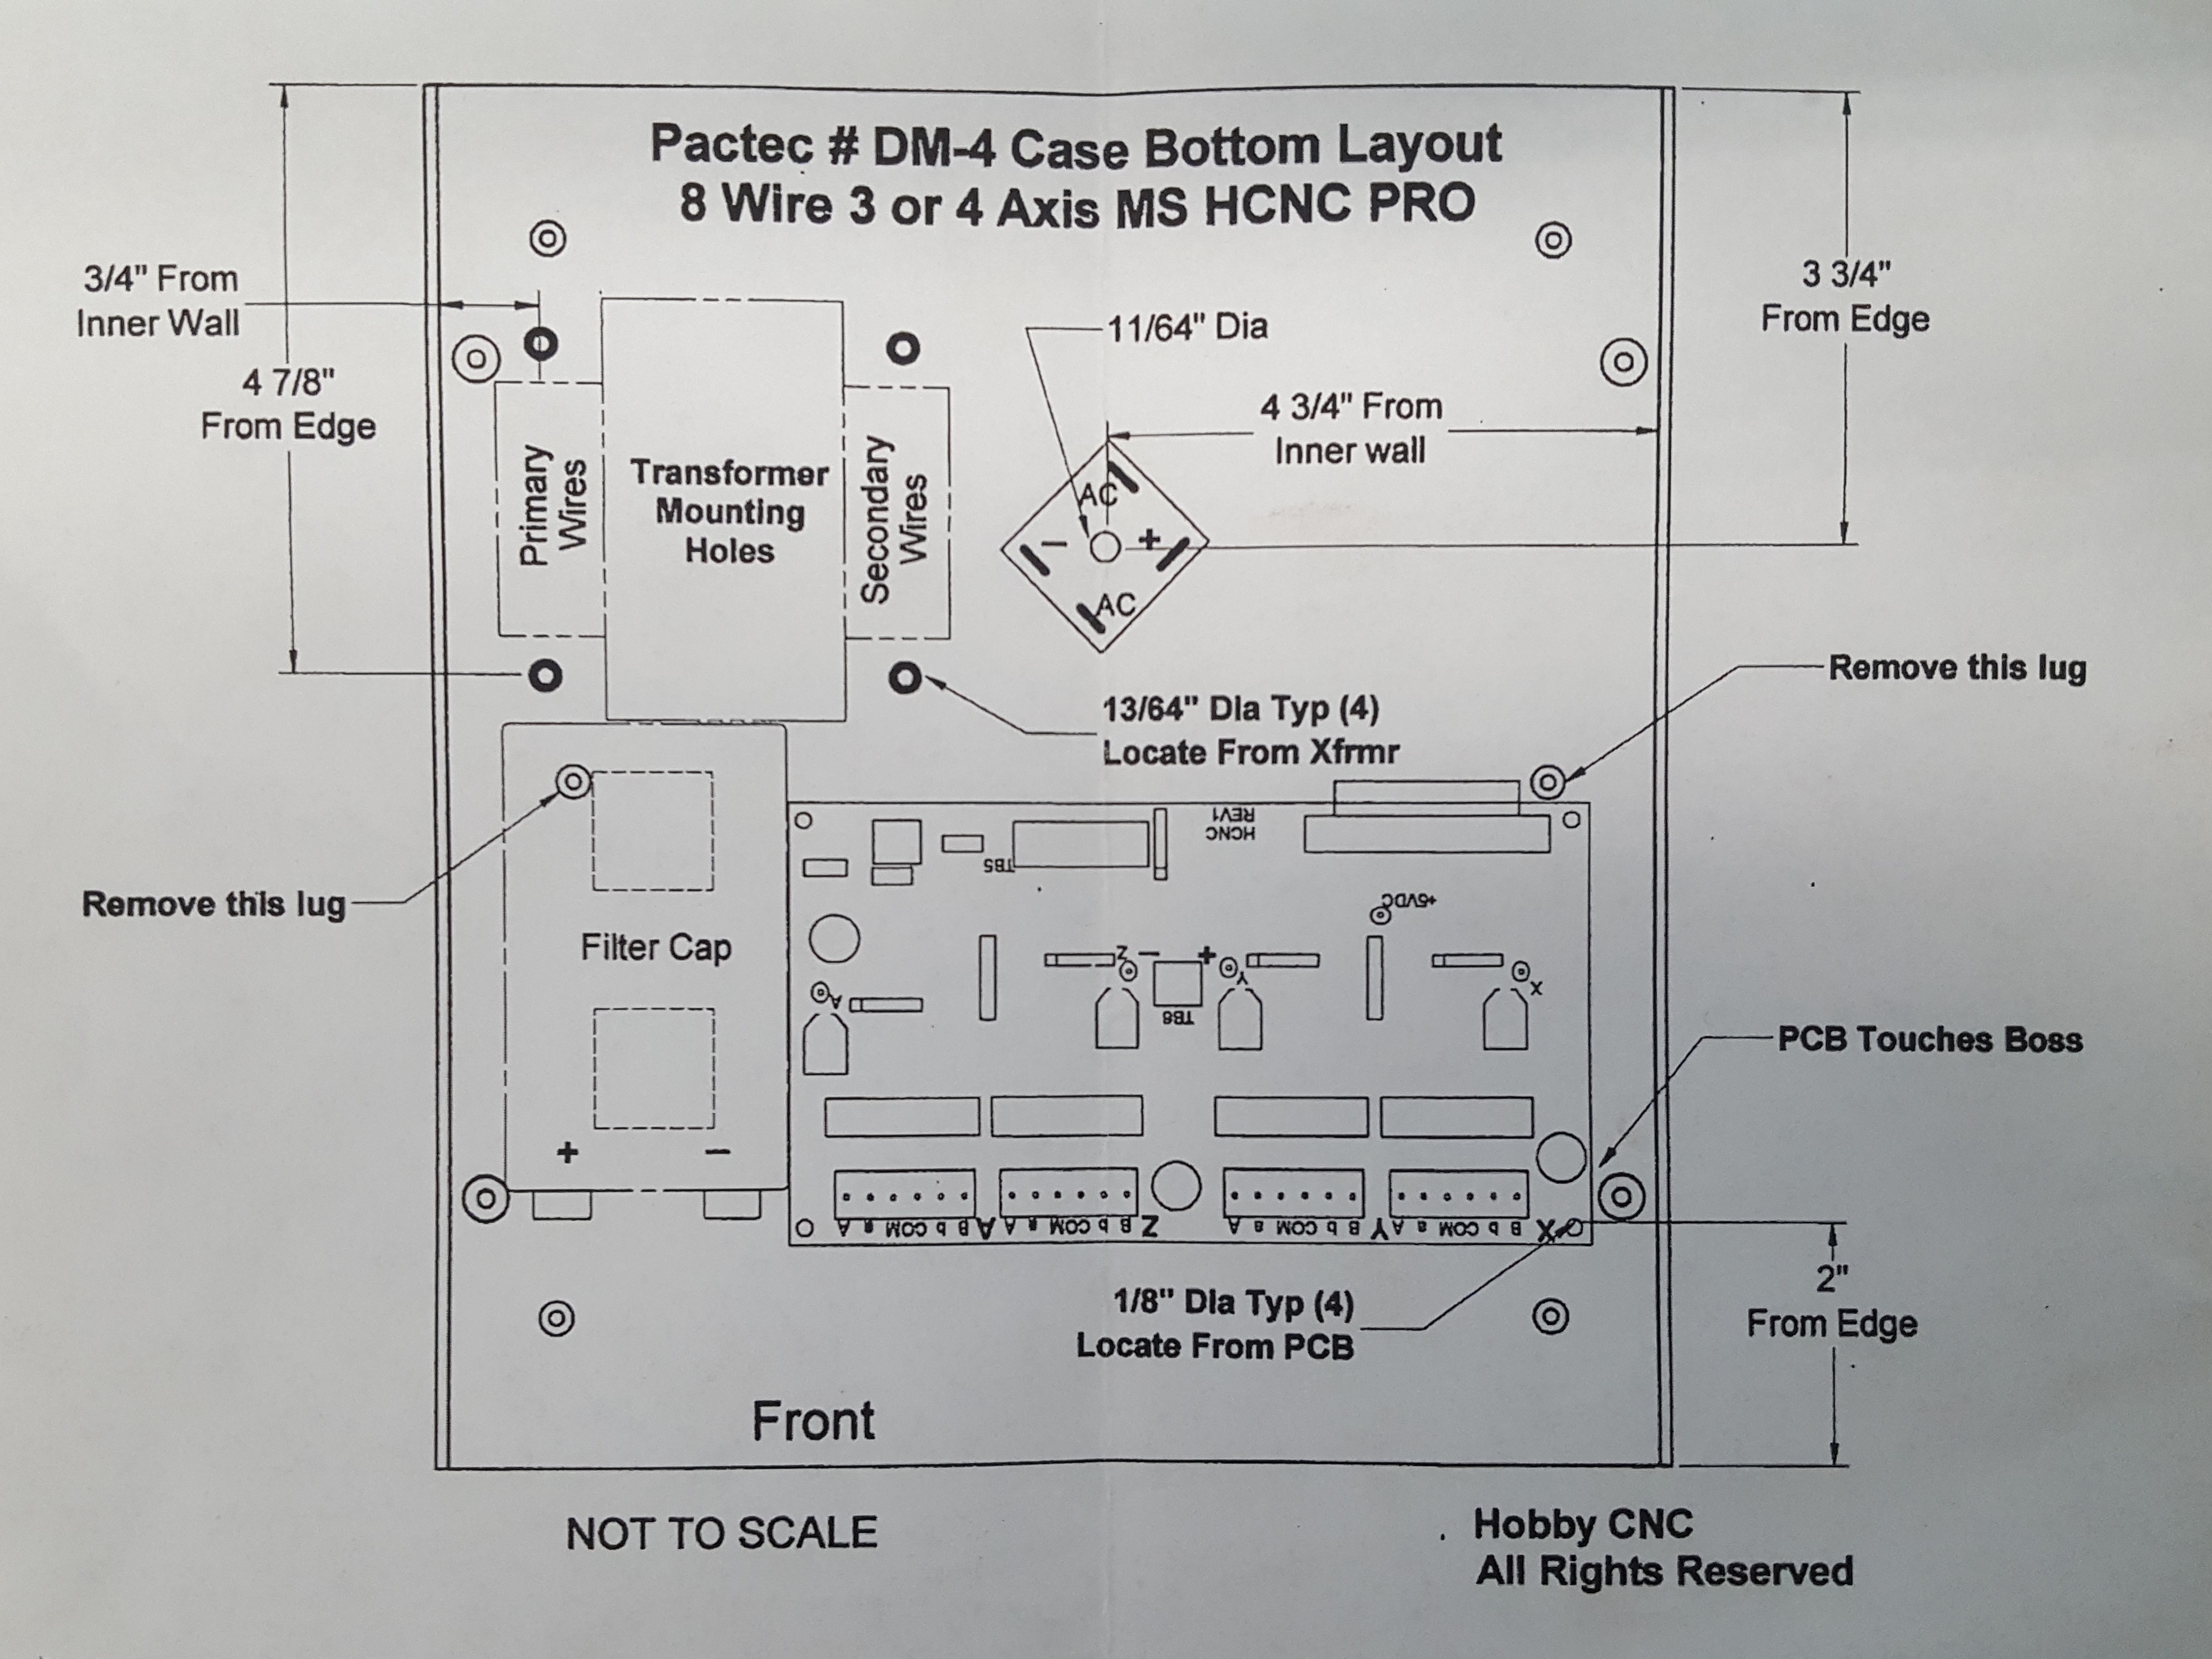 Pactec # DM-4 Case Bottom Layout
8 Wire 3 or 4 Axis MS HCNC PRO
3/4" From
Inner Wall
4 7/8"
From Edge
3 3/4"
From Edge
11/64" Dia
4 3/4" From
Inner wall
Primary
Wires
Transformer
Mounting
Holes
Secondary
Wires
AC
− +
AC
13/64" Dia Typ (4)
Locate From Xfrmr
Remove this lug
Remove this lug
Filter Cap
+ −
HCNC
REV1
TB5
+5VDC
Z − + Y
TB6
A
X
PCB Touches Boss
A a COM b B A A a COM b B Z A a COM b B Y A a COM b B X
1/8" Dia Typ (4)
Locate From PCB
2"
From Edge
Front
NOT TO SCALE
Hobby CNC
All Rights Reserved